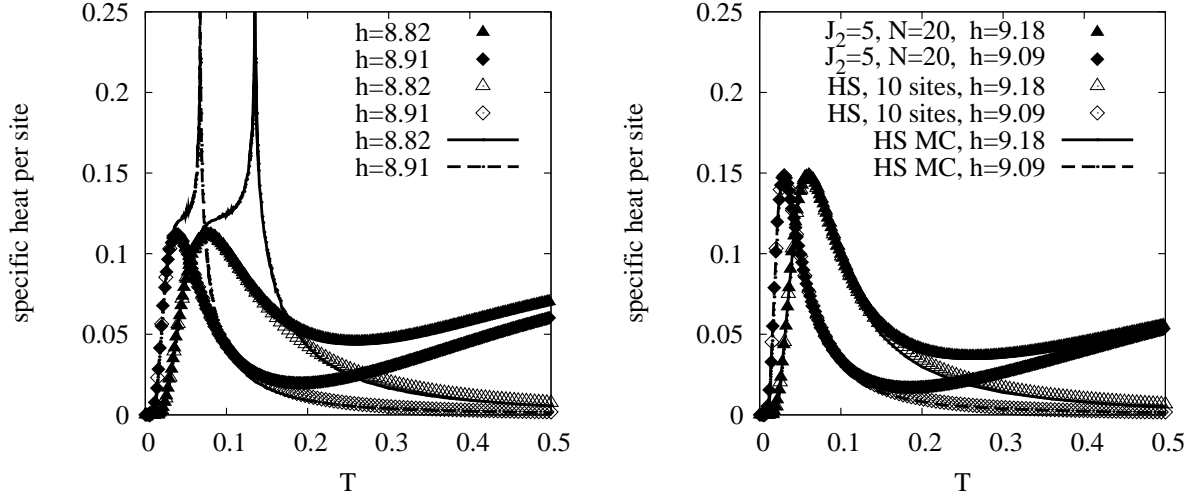 specific heat per site
0.25
0.2
0.15
0.1
0.05
0
0
0.1
0.2
0.3
0.4
0.5
T
h=8.82
h=8.91
h=8.82
h=8.91
h=8.82
h=8.91
specific heat per site
0.25
0.2
0.15
0.1
0.05
0
0
0.1
0.2
0.3
0.4
0.5
T
J2=5, N=20, h=9.18
J2=5, N=20, h=9.09
HS, 10 sites, h=9.18
HS, 10 sites, h=9.09
HS MC, h=9.18
HS MC, h=9.09